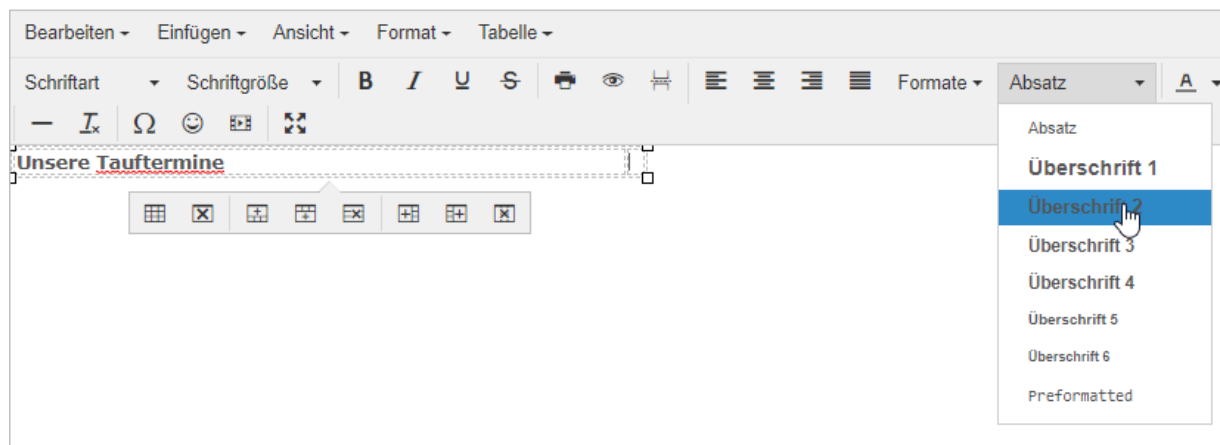 Bearbeiten Einfügen Ansicht Format Tabelle
Schriftart Schriftgröße B I U S Formate Absatz A
Ω
Absatz
Unsere Tauftermine
Überschrift 1
Überschrift 2
Überschrift 3
Überschrift 4
Überschrift 5
Überschrift 6
Preformatted